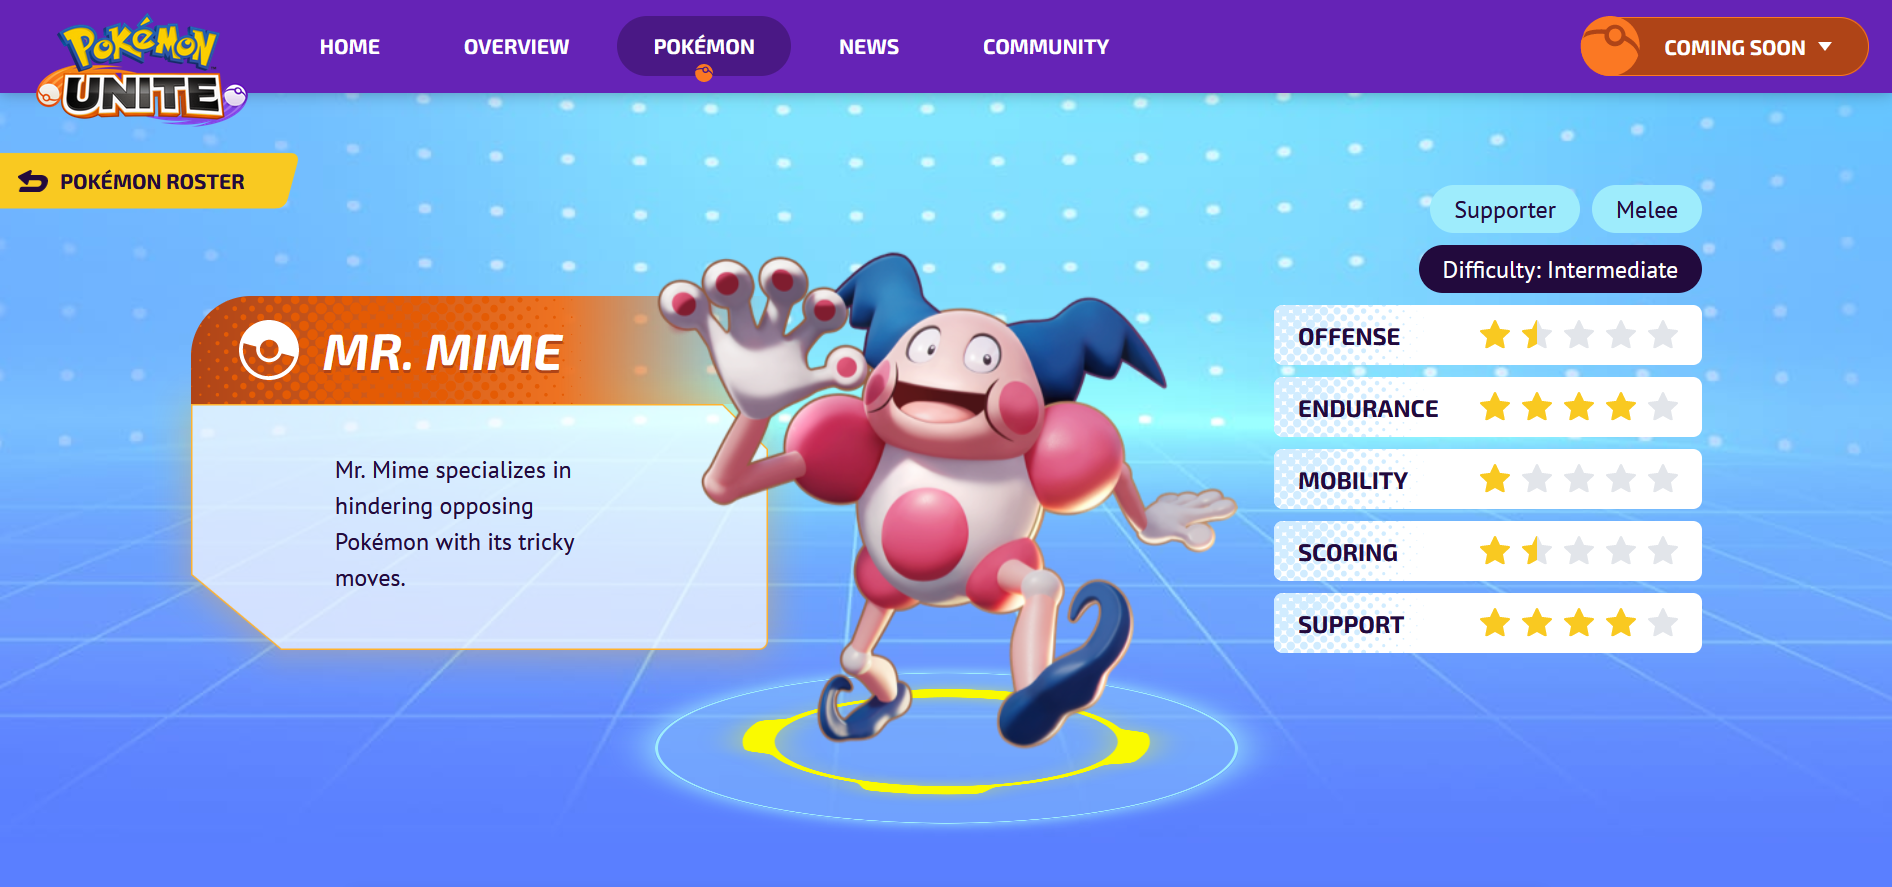 POKÉMON
UNITE
HOME
OVERVIEW
POKÉMON
NEWS
COMMUNITY
COMING SOON
POKÉMON ROSTER
MR. MIME
Mr. Mime specializes in
hindering opposing
Pokémon with its tricky
moves.
Supporter
Melee
Difficulty: Intermediate
OFFENSE
ENDURANCE
MOBILITY
SCORING
SUPPORT